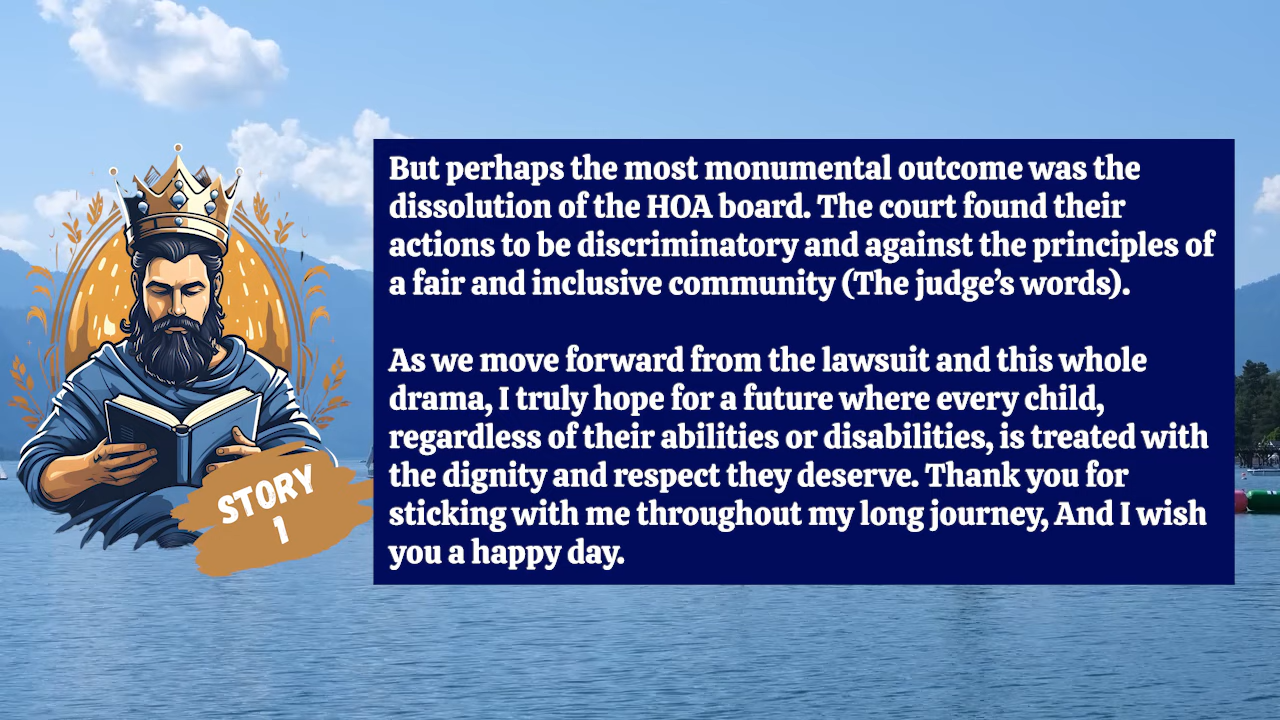 But perhaps the most monumental outcome was the
dissolution of the HOA board. The court found their
actions to be discriminatory and against the principles of
a fair and inclusive community (The judge's words).
As we move forward from the lawsuit and this whole
drama, I truly hope for a future where every child,
regardless of their abilities or disabilities, is treated with
the dignity and respect they deserve. Thank you for
sticking with me throughout my long journey, And I wish
you a happy day.
STORY
1